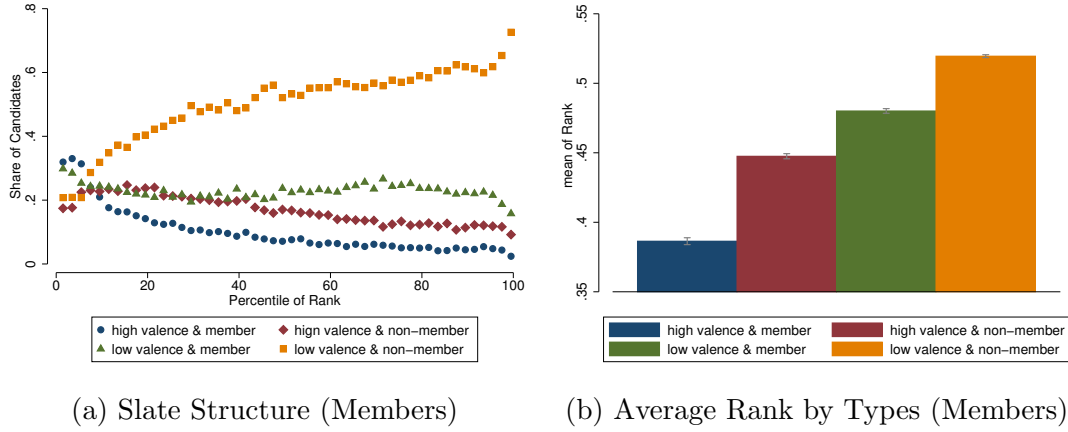 .8
.6
.4
.2
0
Share of Candidates
0 20 40 60 80 100
Percentile of Rank
high valence & member
hign valence & non−member
low valence & member
low valence & non−member
(a) Slate Structure (Members)
.55
.5
.45
.4
.35
mean of Rank
high valence & member
high valence & non−member
low valence & member
low valence & non−member
(b) Average Rank by Types (Members)